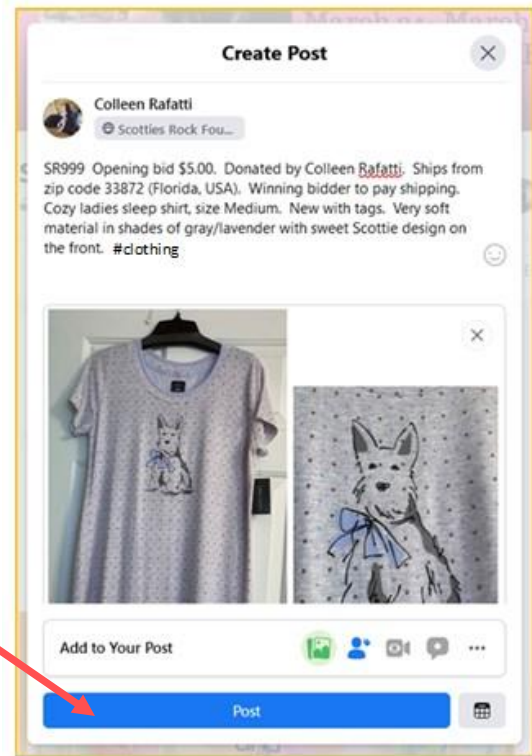 Create Post
Colleen Rafatti
Scotties Rock Fou...
SR999 Opening bid $5.00. Donated by Colleen Rafatti. Ships from
zip code 33872 (Florida, USA). Winning bidder to pay shipping.
Cozy ladies sleep shirt, size Medium. New with tags. Very soft
material in shades of gray/lavender with sweet Scottie design on
the front. #clothing
Add to Your Post
Post